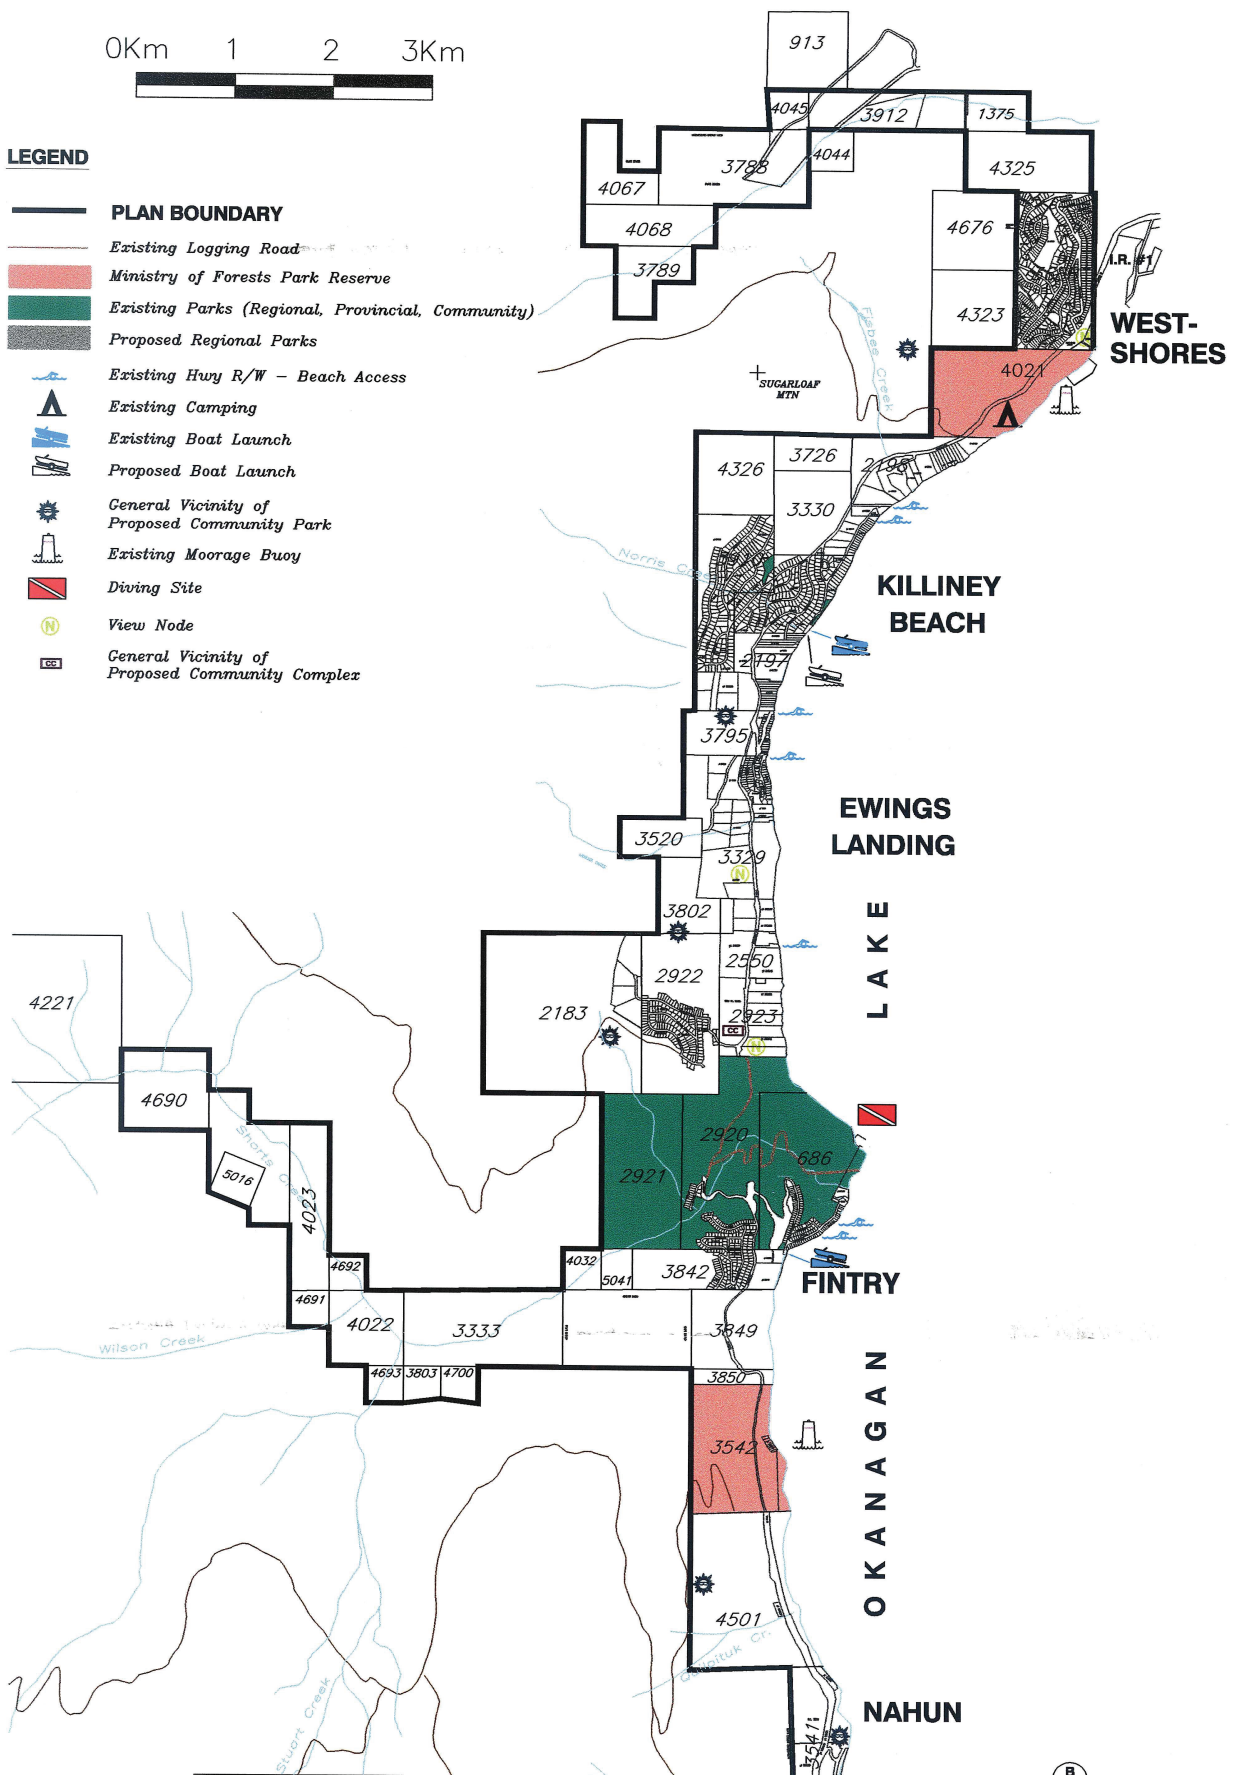 0Km 1 2 3Km
LEGEND
PLAN BOUNDARY
Existing Logging Road
Ministry of Forests Park Reserve
Existing Parks (Regional, Provincial, Community)
Proposed Regional Parks
Existing Hwy R/W - Beach Access
Existing Camping
Existing Boat Launch
Proposed Boat Launch
General Vicinity of
Proposed Community Park
Existing Moorage Buoy
Diving Site
N
View Node
CC
General Vicinity of
Proposed Community Complex
913
4045
3912
1375
3788
4044
4325
4067
4068
4676
3789
I.R. #1
4323
WEST-
SHORES
N
Fisbee Creek
4021
SUGARLOAF
MTN
4326
3726
2198
3330
Norris
KILLINEY
BEACH
2197
3795
EWINGS
LANDING
3520
3329
N
3802
LAKE
2922
2550
4221
2183
2923
CC
N
4690
Shorts Creek
2920
686
2921
5016
4023
4692
4032
5041
3842
FINTRY
4691
4022
3333
3849
Wilson Creek
4693
3803
4700
3850
OKANAGAN
3542
4501
Cr.
NAHUN
Stuart Creek
3541
B